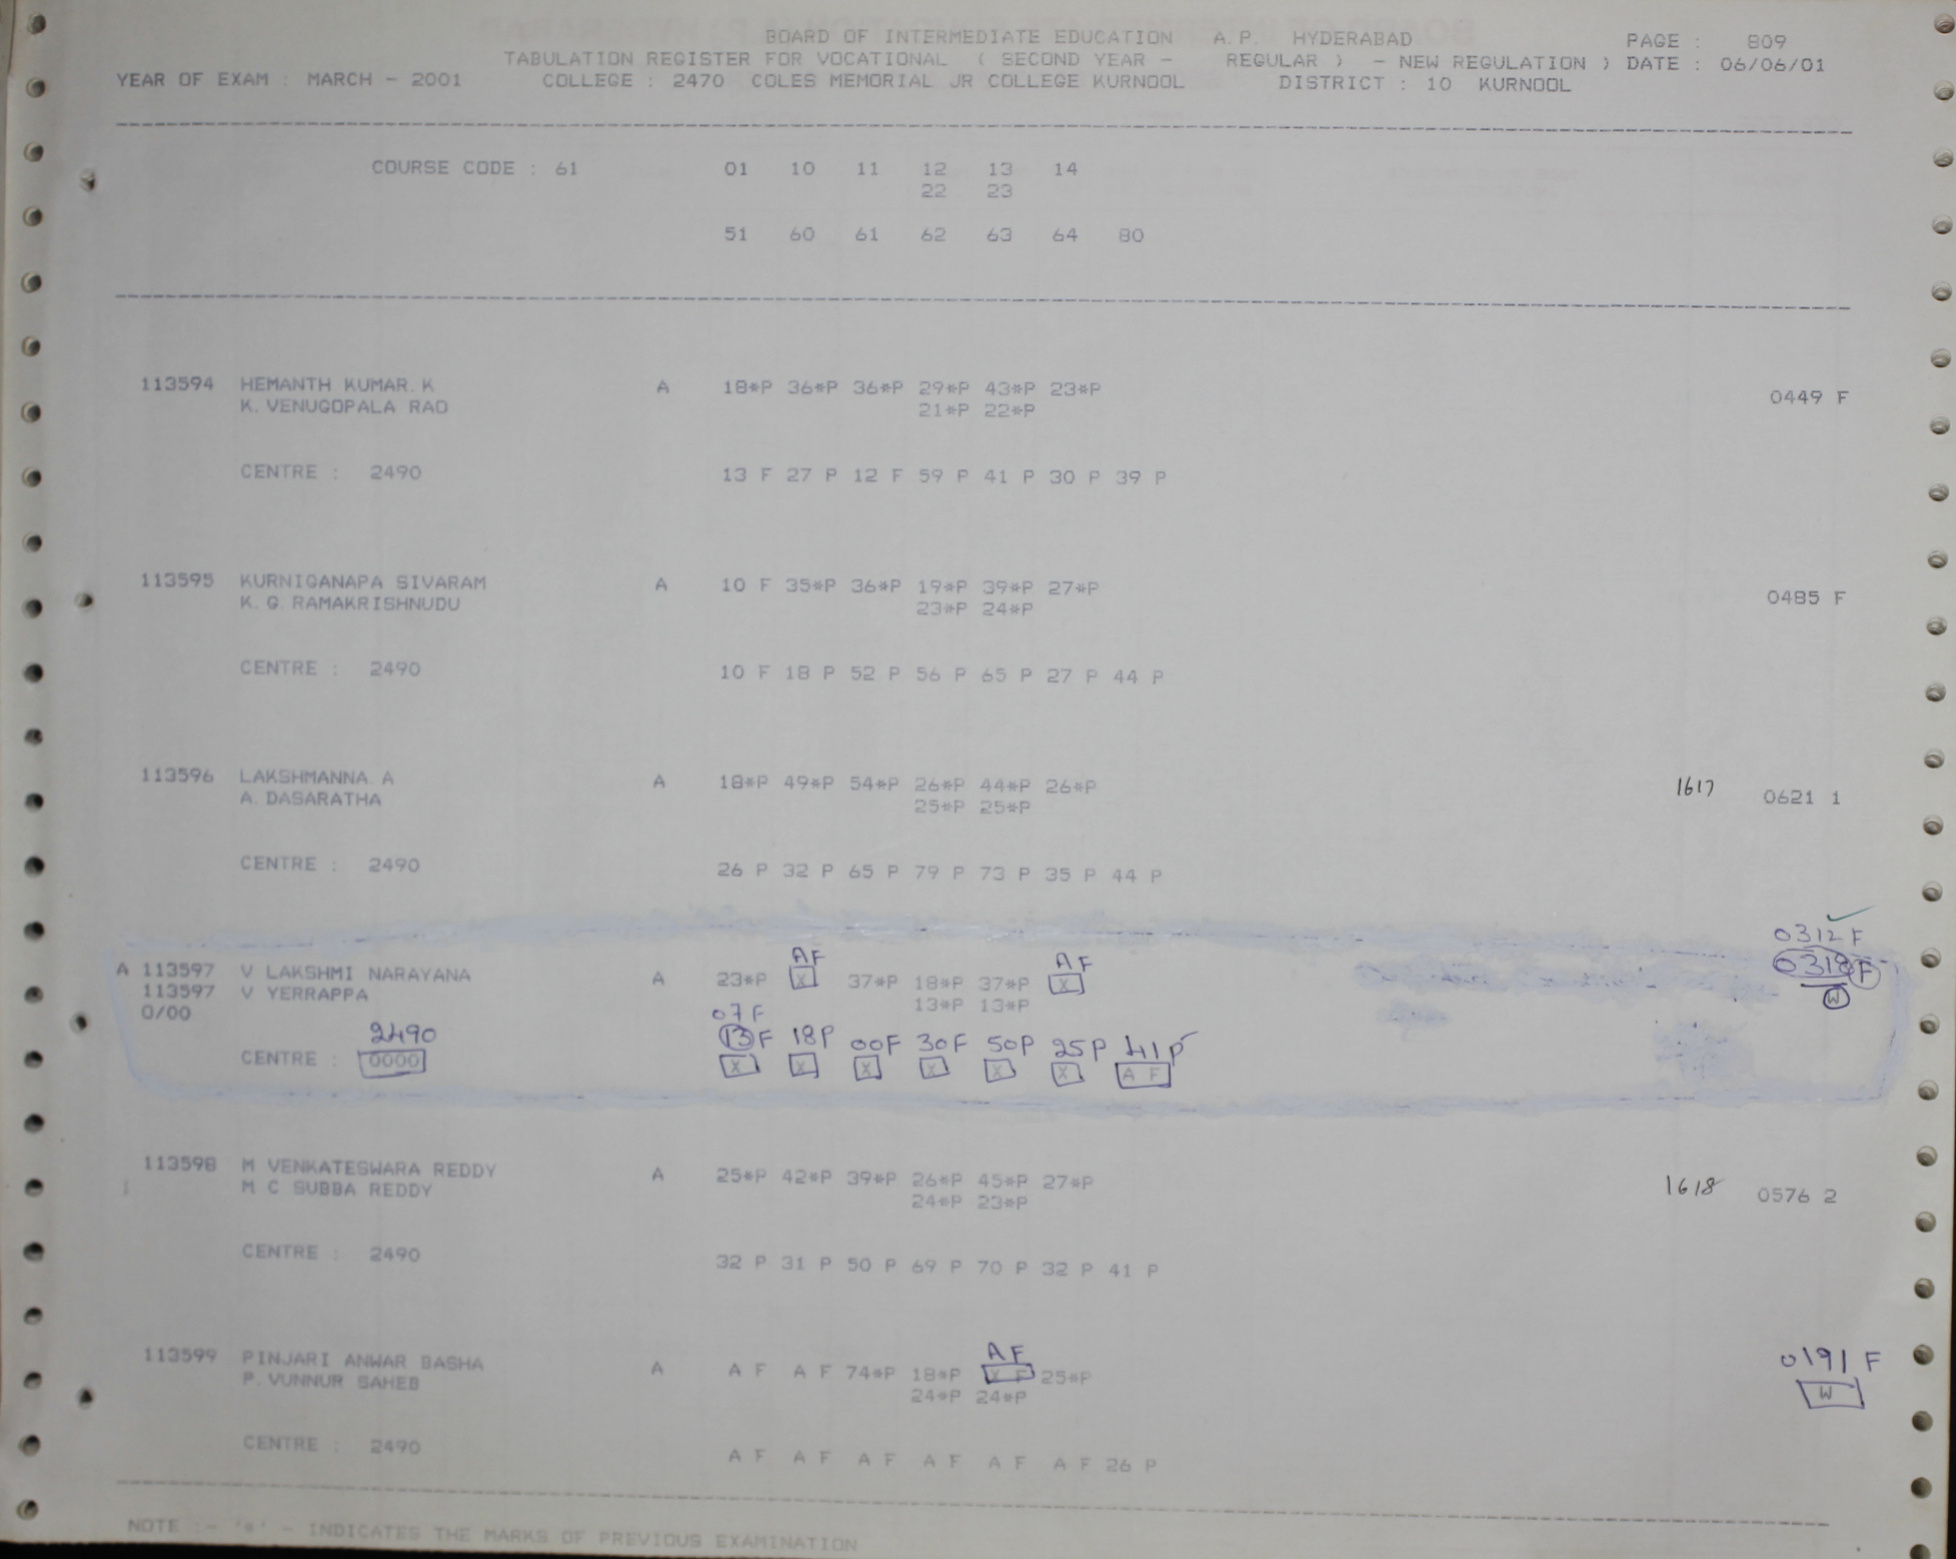 BOARD OF INTERMEDIATE EDUCATION A.P. HYDERABAD PAGE : 809
TABULATION REGISTER FOR VOCATIONAL ( SECOND YEAR - REGULAR ) - NEW REGULATION ) DATE : 06/06/01
YEAR OF EXAM : MARCH - 2001 COLLEGE : 2470 COLES MEMORIAL JR COLLEGE KURNOOL DISTRICT : 10 KURNOOL
COURSE CODE : 61 01 10 11 12 13 14
22 23
51 60 61 62 63 64 80
113594 HEMANTH KUMAR. K A 18*P 36*P 36*P 29*P 43*P 23*P
K. VENUGOPALA RAO 21*P 22*P 0449 F
CENTRE : 2490 13 F 27 P 12 F 59 P 41 P 30 P 39 P
113595 KURNIGANAPA SIVARAM A 10 F 35*P 36*P 19*P 39*P 27*P
K. G. RAMAKRISHNUDU 23*P 24*P 0485 F
CENTRE : 2490 10 F 18 P 52 P 56 P 65 P 27 P 44 P
113596 LAKSHMANNA. A A 18*P 49*P 54*P 26*P 44*P 26*P 1617
A. DASARATHA 25*P 25*P 0621 1
CENTRE : 2490 26 P 32 P 65 P 79 P 73 P 35 P 44 P
0312 F
AF AF 0318 F
A 113597 V LAKSHMI NARAYANA A 23*P X 37*P 18*P 37*P X
113597 V YERRAPPA 13*P 13*P W
0/00 07F
2490 13F 18P 00F 30F 50P 25P 41P
CENTRE : 0000 X X X X X X A F
113598 M VENKATESWARA REDDY A 25*P 42*P 39*P 26*P 45*P 27*P
M C SUBBA REDDY 24*P 23*P 1618 0576 2
CENTRE : 2490 32 P 31 P 50 P 69 P 70 P 32 P 41 P
AF
113599 PINJARI ANWAR BASHA A A F A F 74*P 18*P X F 25*P 0191 F
P. VUNNUR SAHEB 24*P 24*P W
CENTRE : 2490 A F A F A F A F A F A F 26 P
NOTE :- '*' - INDICATES THE MARKS OF PREVIOUS EXAMINATION